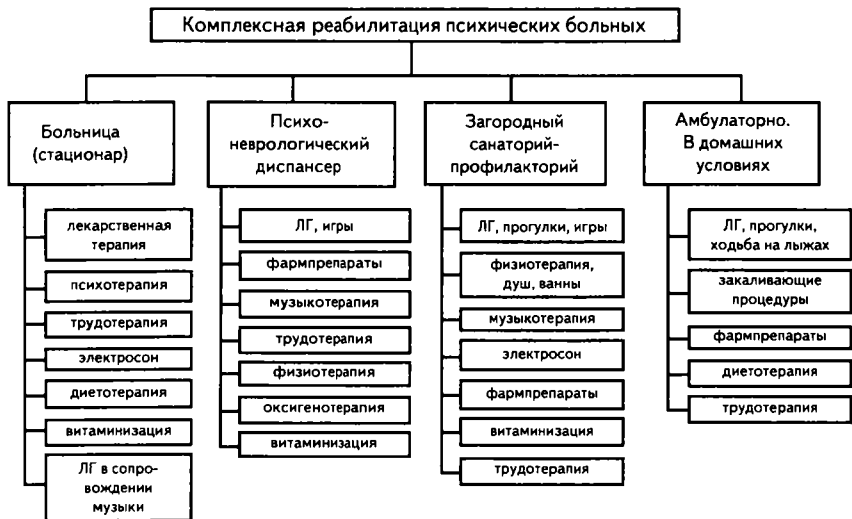 Комплексная реабилитация психических больных
Больница
(стационар)
лекарственная
терапия
психотерапия
трудотерапия
электросон
диетотерапия
витаминизация
ЛГ в сопро-
вождении
музыки
Психо-
неврологический
диспансер
ЛГ, игры
фармпрепараты
музыкотерапия
трудотерапия
физиотерапия
оксигенотерапия
витаминизация
Загородный
санаторий-
профилакторий
ЛГ, прогулки, игры
физиотерапия,
душ, ванны
музыкотерапия
электросон
фармпрепараты
витаминизация
трудотерапия
Амбулаторно.
В домашних
условиях
ЛГ, прогулки,
ходьба на лыжах
закаливающие
процедуры
фармпрепараты
диетотерапия
трудотерапия